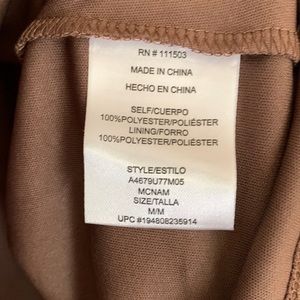 RN # 111503
MADE IN CHINA
HECHO EN CHINA
SELF/CUERPO
100%POLYESTER/POLIÉSTER
LINING/FORRO
100%POLYESTER/POLIÉSTER
STYLE/ESTILO
A4679U77M05
MCNAM
SIZE/TALLA
M/M
UPC #194808235914